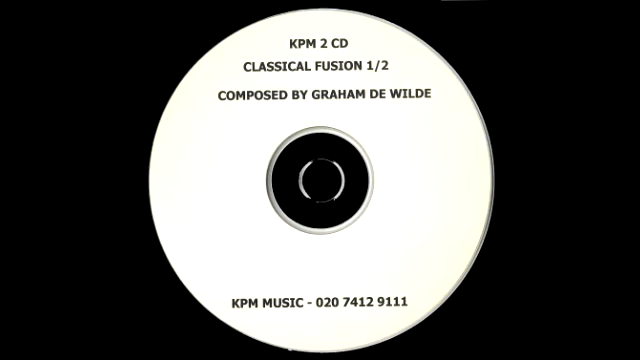 KPM 2 CD
CLASSICAL FUSION 1/2
COMPOSED BY GRAHAM DE WILDE
KPM MUSIC - 020 7412 9111